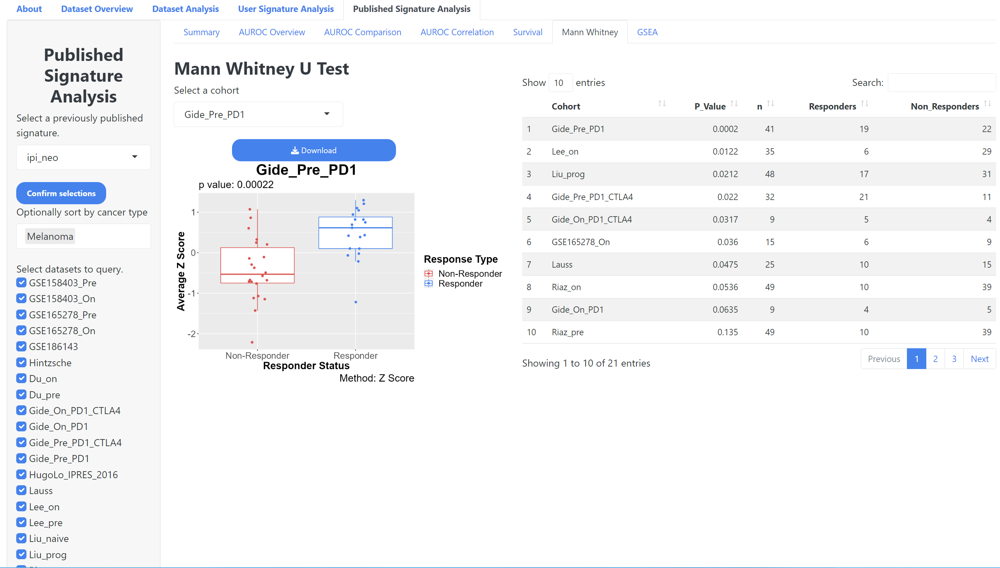 About Dataset Overview Dataset Analysis User Signature Analysis Published Signature Analysis
Published
Signature
Analysis
Select a previously published
signature.
ipi_neo
Confirm selections
Optionally sort by cancer type
Melanoma
Select datasets to query.
GSE158403_Pre
GSE158403_On
GSE165278_Pre
GSE165278_On
GSE186143
Hintzsche
Du_on
Du_pre
Gide_On_PD1_CTLA4
Gide_On_PD1
Gide_Pre_PD1_CTLA4
Gide_Pre_PD1
HugoLo_IPRES_2016
Lauss
Lee_on
Lee_pre
Liu_naive
Liu_prog
Summary AUROC Overview AUROC Comparison AUROC Correlation Survival Mann Whitney GSEA
Mann Whitney U Test
Select a cohort
Gide_Pre_PD1
Download
Gide_Pre_PD1
p value: 0.00022
Average Z Score
1
0
-1
-2
Non-Responder Responder
Responder Status
Method: Z Score
Response Type
Non-Responder
Responder
Show 10 entries
Search:
Cohort P_Value n Responders Non_Responders
1 Gide_Pre_PD1 0.0002 41 19 22
2 Lee_on 0.0122 35 6 29
3 Liu_prog 0.0212 48 17 31
4 Gide_Pre_PD1_CTLA4 0.022 32 21 11
5 Gide_On_PD1_CTLA4 0.0317 9 5 4
6 GSE165278_On 0.036 15 6 9
7 Lauss 0.0475 25 10 15
8 Riaz_on 0.0536 49 10 39
9 Gide_On_PD1 0.0635 9 4 5
10 Riaz_pre 0.135 49 10 39
Showing 1 to 10 of 21 entries
Previous 1 2 3 Next